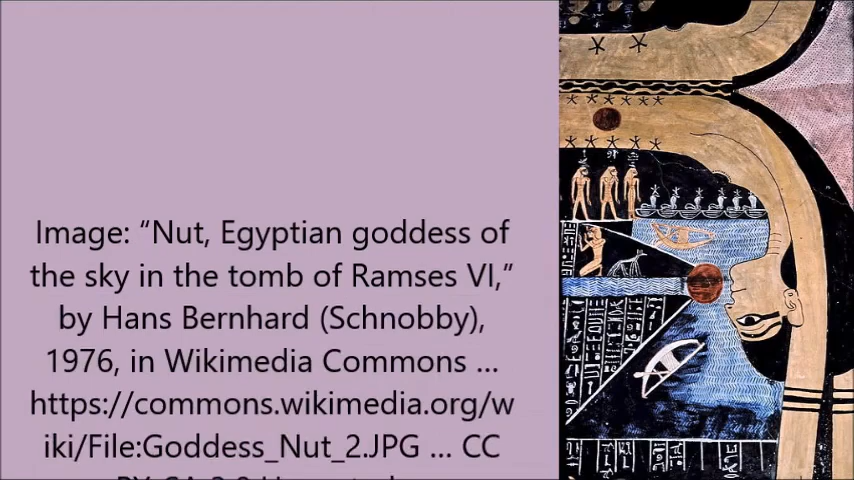 Image: “Nut, Egyptian goddess of
the sky in the tomb of Ramses VI,”
by Hans Bernhard (Schnobby),
1976, in Wikimedia Commons ...
https://commons.wikimedia.org/w
iki/File:Goddess_Nut_2.JPG ... CC